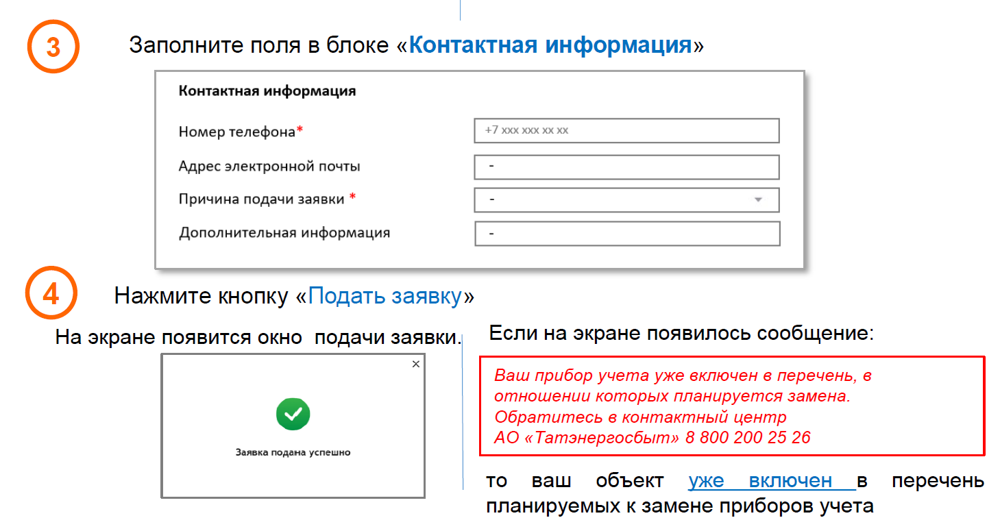 3
Заполните поля в блоке «Контактная информация»
Контактная информация
Номер телефона*
+7 xxx xxx xx xx
Адрес электронной почты
-
Причина подачи заявки *
-
Дополнительная информация
-
4
Нажмите кнопку «Подать заявку»
На экране появится окно подачи заявки.
×
Заявка подана успешно
Если на экране появилось сообщение:
Ваш прибор учета уже включен в перечень, в
отношении которых планируется замена.
Обратитесь в контактный центр
АО «Татэнергосбыт» 8 800 200 25 26
то ваш объект уже включен в перечень
планируемых к замене приборов учета